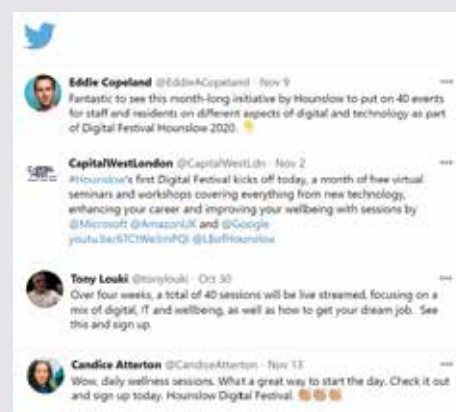 Eddie Copeland @EddieACopeland · Nov 9
Fantastic to see this month-long initiative by Hounslow to put on 40 events
for staff and residents on different aspects of digital and technology as part
of Digital Festival Hounslow 2020. 👇
CapitalWestLondon @CapitalWestLdn · Nov 2
#Hounslow's first Digital Festival kicks off today, a month of free virtual
seminars and workshops covering everything from new technology,
enhancing your career and improving your wellbeing with sessions by
@Microsoft @AmazonUK and @Google
@LBofHounslow
Tony Louki @tonylouki · Oct 30
Over four weeks, a total of 40 sessions will be live streamed, focusing on a
mix of digital, IT and wellbeing, as well as how to get your dream job. See
this and sign up.
Candice Atterton @CandiceAtterton · Nov 13
Wow, daily wellness sessions. What a great way to start the day. Check it out
and sign up today. Hounslow Digital Festival. 👏🏼👏🏼👏🏼